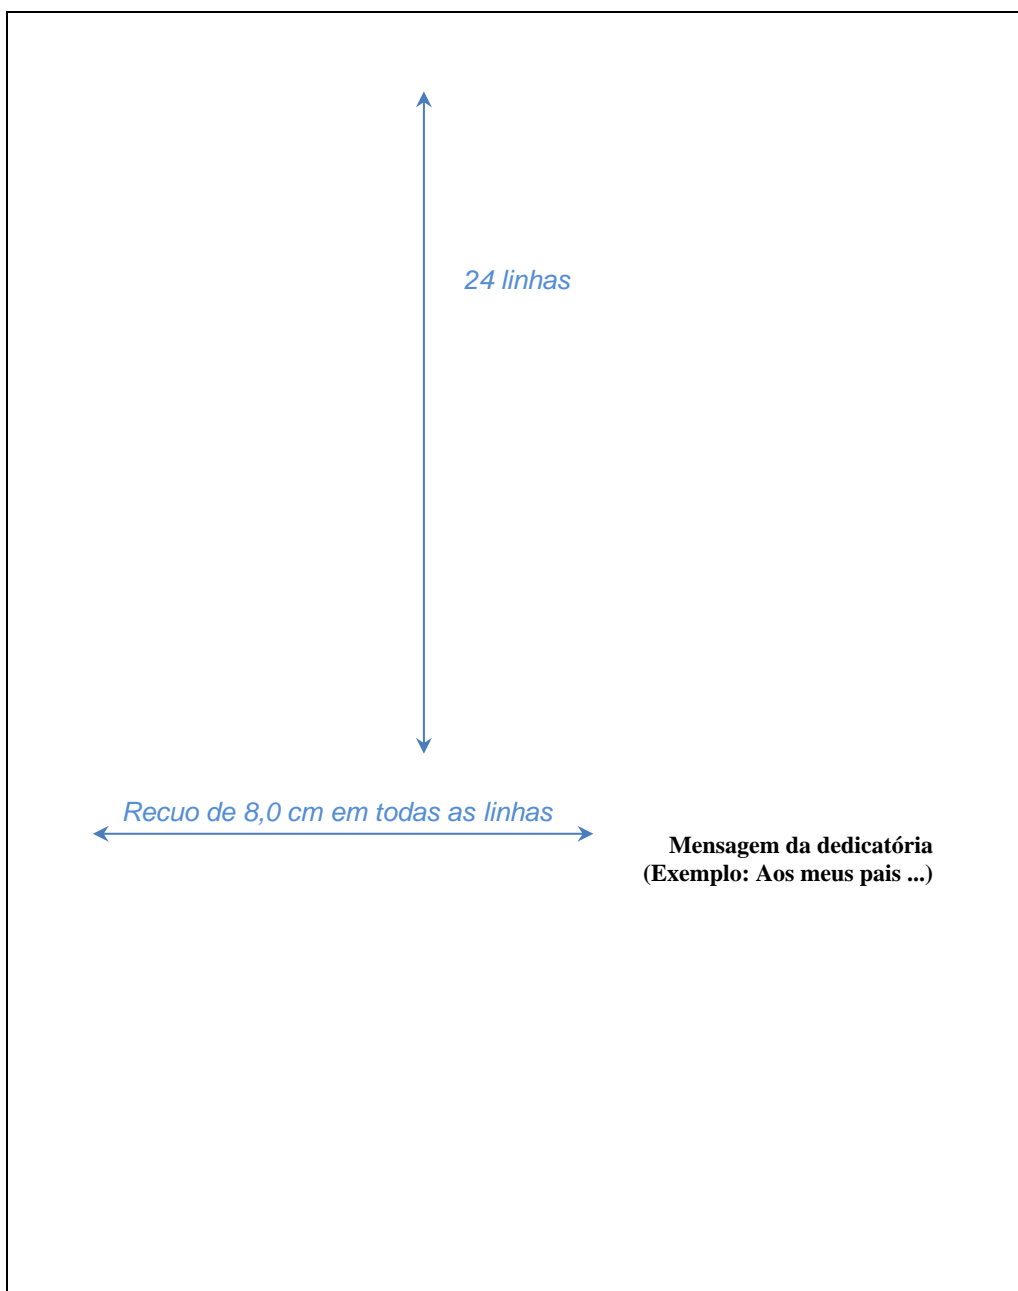 24 linhas
Recuo de 8,0 cm em todas as linhas
Mensagem da dedicatória
(Exemplo: Aos meus pais ...)